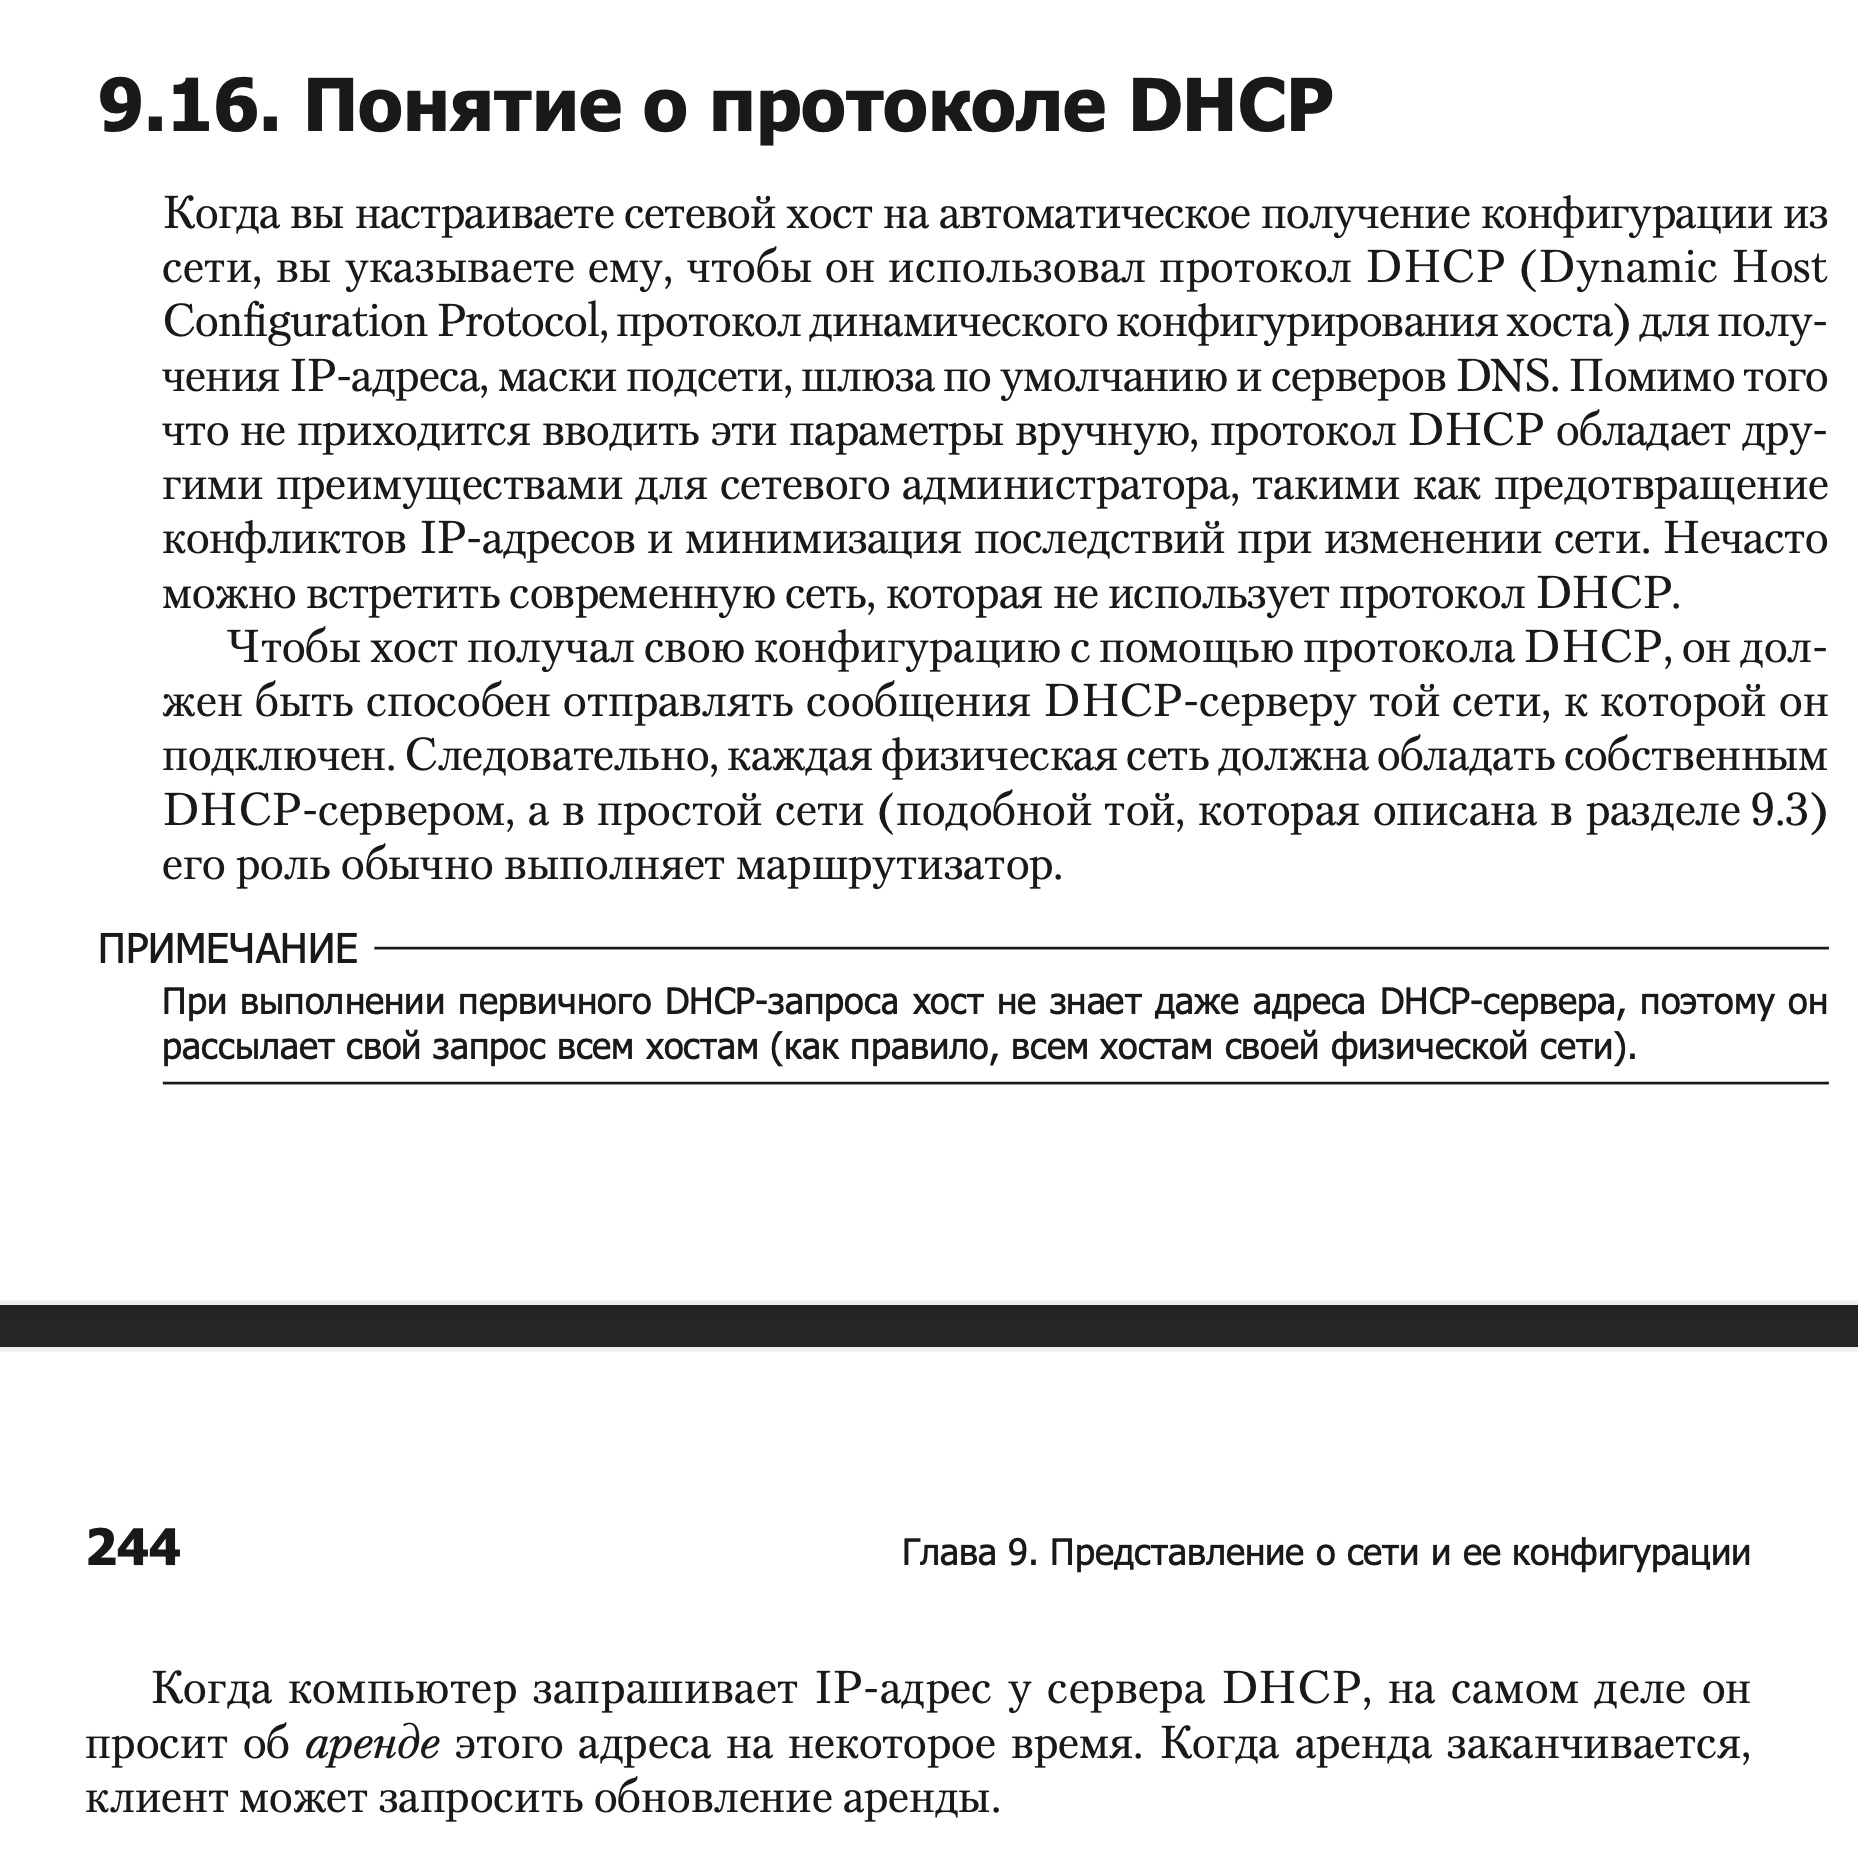 9.16. Понятие о протоколе DHCP
Когда вы настраиваете сетевой хост на автоматическое получение конфигурации из
сети, вы указываете ему, чтобы он использовал протокол DHCP (Dynamic Host
Configuration Protocol, протокол динамического конфигурирования хоста) для полу-
чения IP-адреса, маски подсети, шлюза по умолчанию и серверов DNS. Помимо того
что не приходится вводить эти параметры вручную, протокол DHCP обладает дру-
гими преимуществами для сетевого администратора, такими как предотвращение
конфликтов IP-адресов и минимизация последствий при изменении сети. Нечасто
можно встретить современную сеть, которая не использует протокол DHCP.
Чтобы хост получал свою конфигурацию с помощью протокола DHCP, он дол-
жен быть способен отправлять сообщения DHCP-серверу той сети, к которой он
подключен. Следовательно, каждая физическая сеть должна обладать собственным
DHCP-сервером, а в простой сети (подобной той, которая описана в разделе 9.3)
его роль обычно выполняет маршрутизатор.
ПРИМЕЧАНИЕ
При выполнении первичного DHCP-запроса хост не знает даже адреса DHCP-сервера, поэтому он
рассылает свой запрос всем хостам (как правило, всем хостам своей физической сети).
244
Глава 9. Представление о сети и ее конфигурации
Когда компьютер запрашивает IP-адрес у сервера DHCP, на самом деле он
просит об аренде этого адреса на некоторое время. Когда аренда заканчивается,
клиент может запросить обновление аренды.